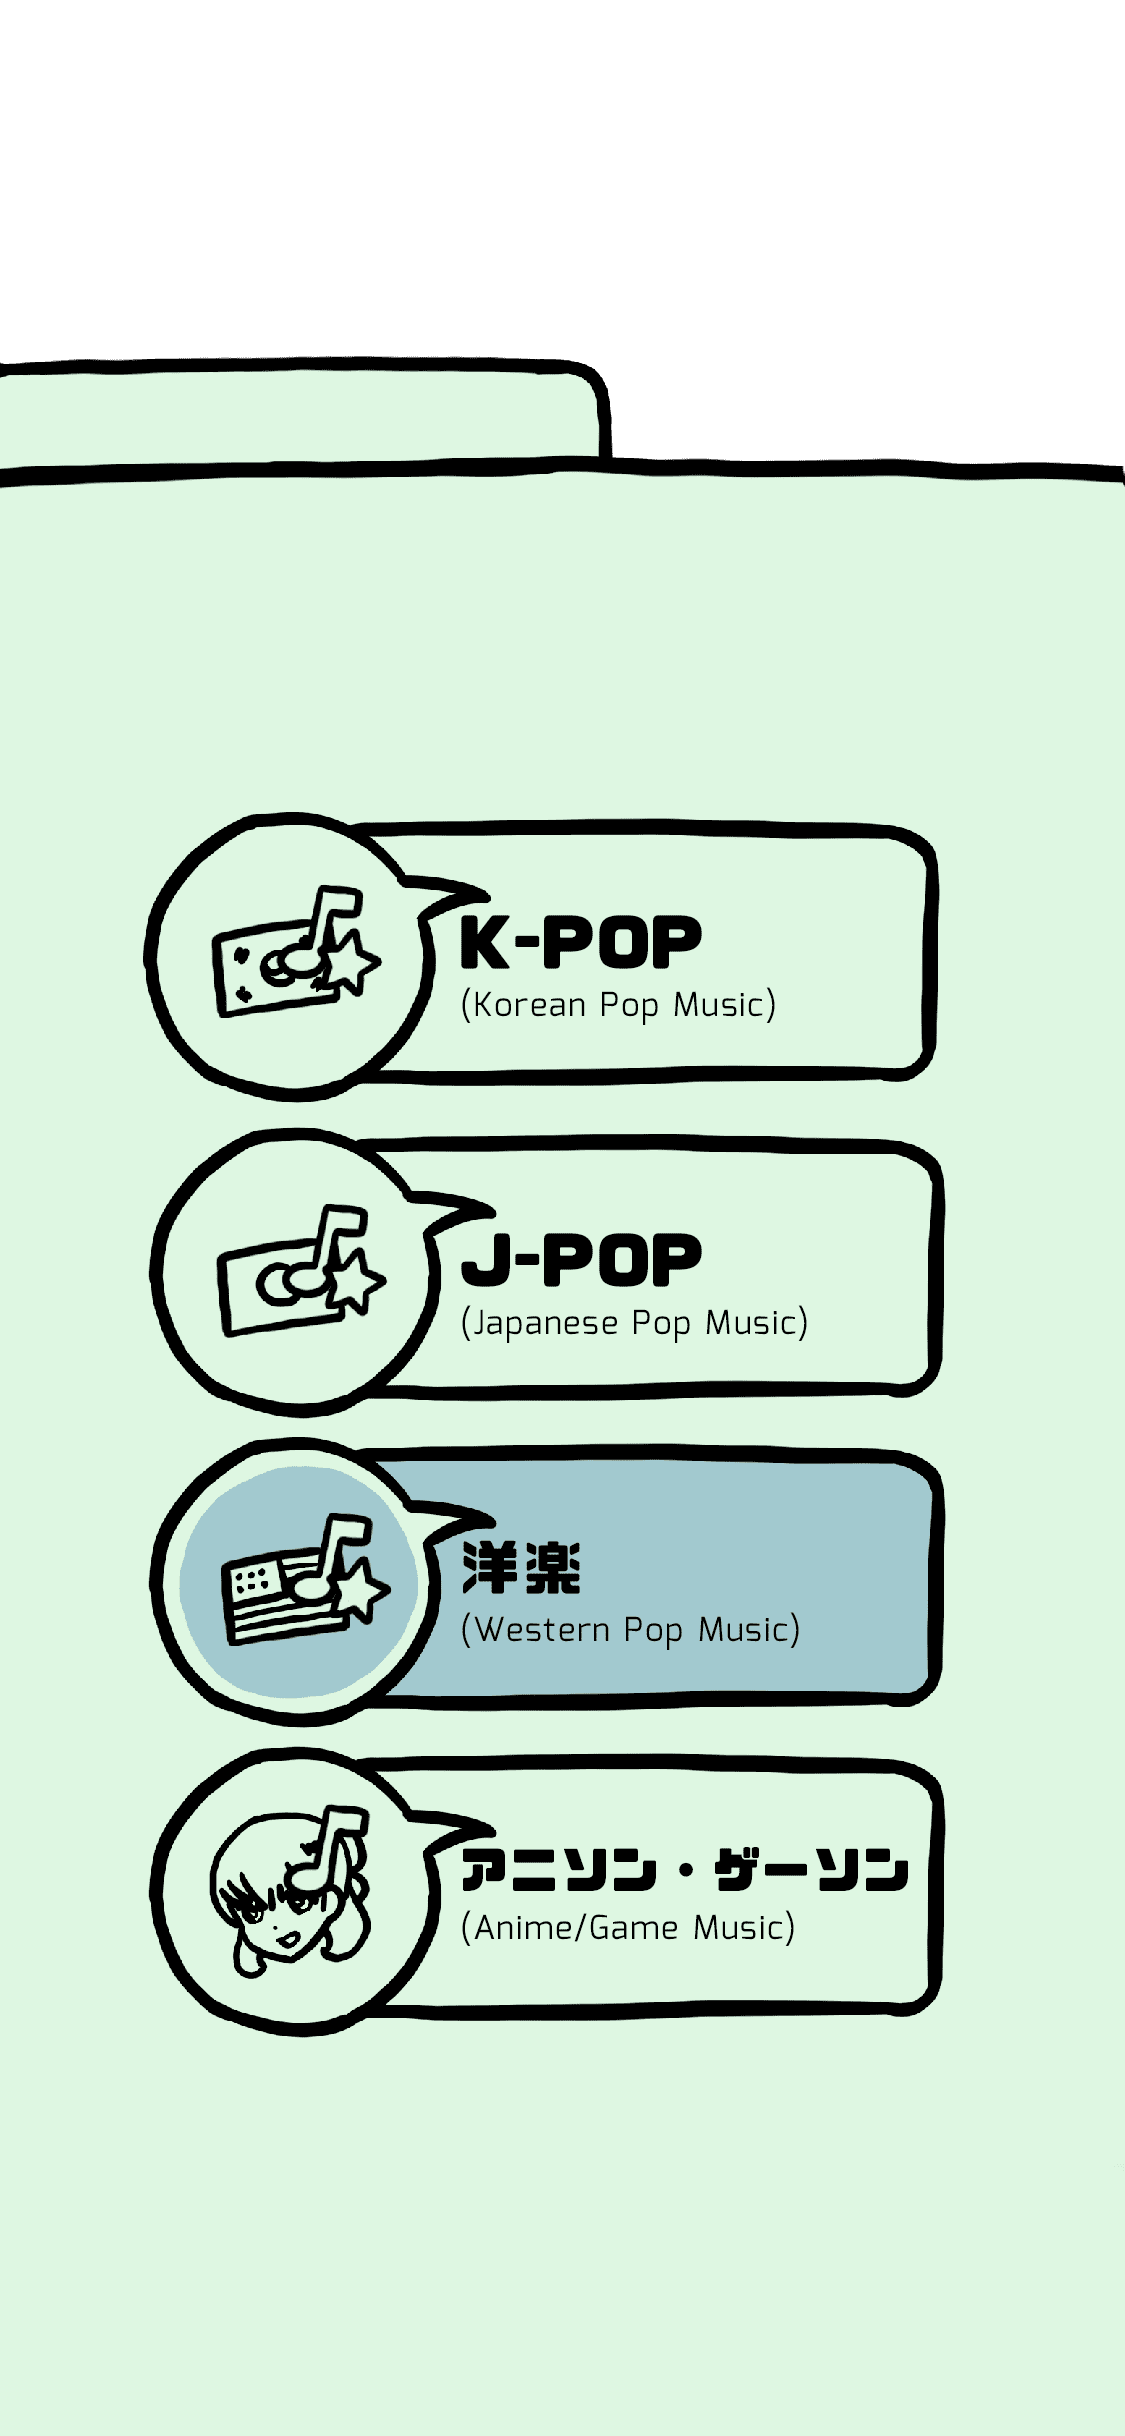 K-POP
(Korean Pop Music)
J-POP
(Japanese Pop Music)
洋楽
(Western Pop Music)
アニソン・ゲーソン
(Anime/Game Music)